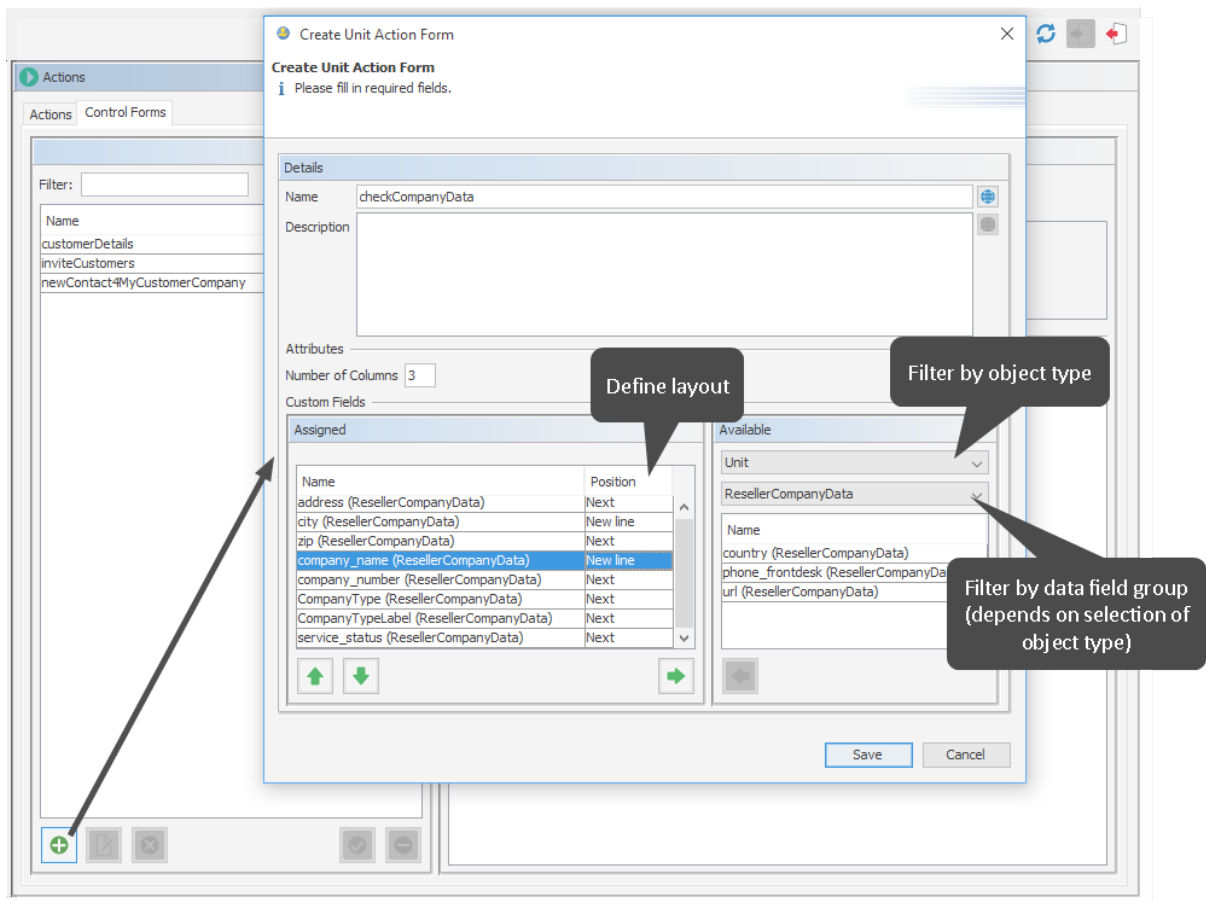 Create Unit Action Form
Create Unit Action Form
Please fill in required fields.
Actions
Actions
Control Forms
Filter:
Name
customerDetails
inviteCustomers
newContact4MyCustomerCompany
Details
Name
checkCompanyData
Description
Attributes
Number of Columns 3
Custom Fields
Define layout
Filter by object type
Assigned
Name Position
address (ResellerCompanyData) Next
city (ResellerCompanyData) New line
zip (ResellerCompanyData) Next
company_name (ResellerCompanyData) New line
company_number (ResellerCompanyData) Next
CompanyType (ResellerCompanyData) Next
CompanyTypeLabel (ResellerCompanyData) Next
service_status (ResellerCompanyData) Next
Available
Unit
ResellerCompanyData
Name
country (ResellerCompanyData)
phone_frontdesk (ResellerCompanyDa
url (ResellerCompanyData)
Filter by data field group
(depends on selection of
object type)
Save
Cancel